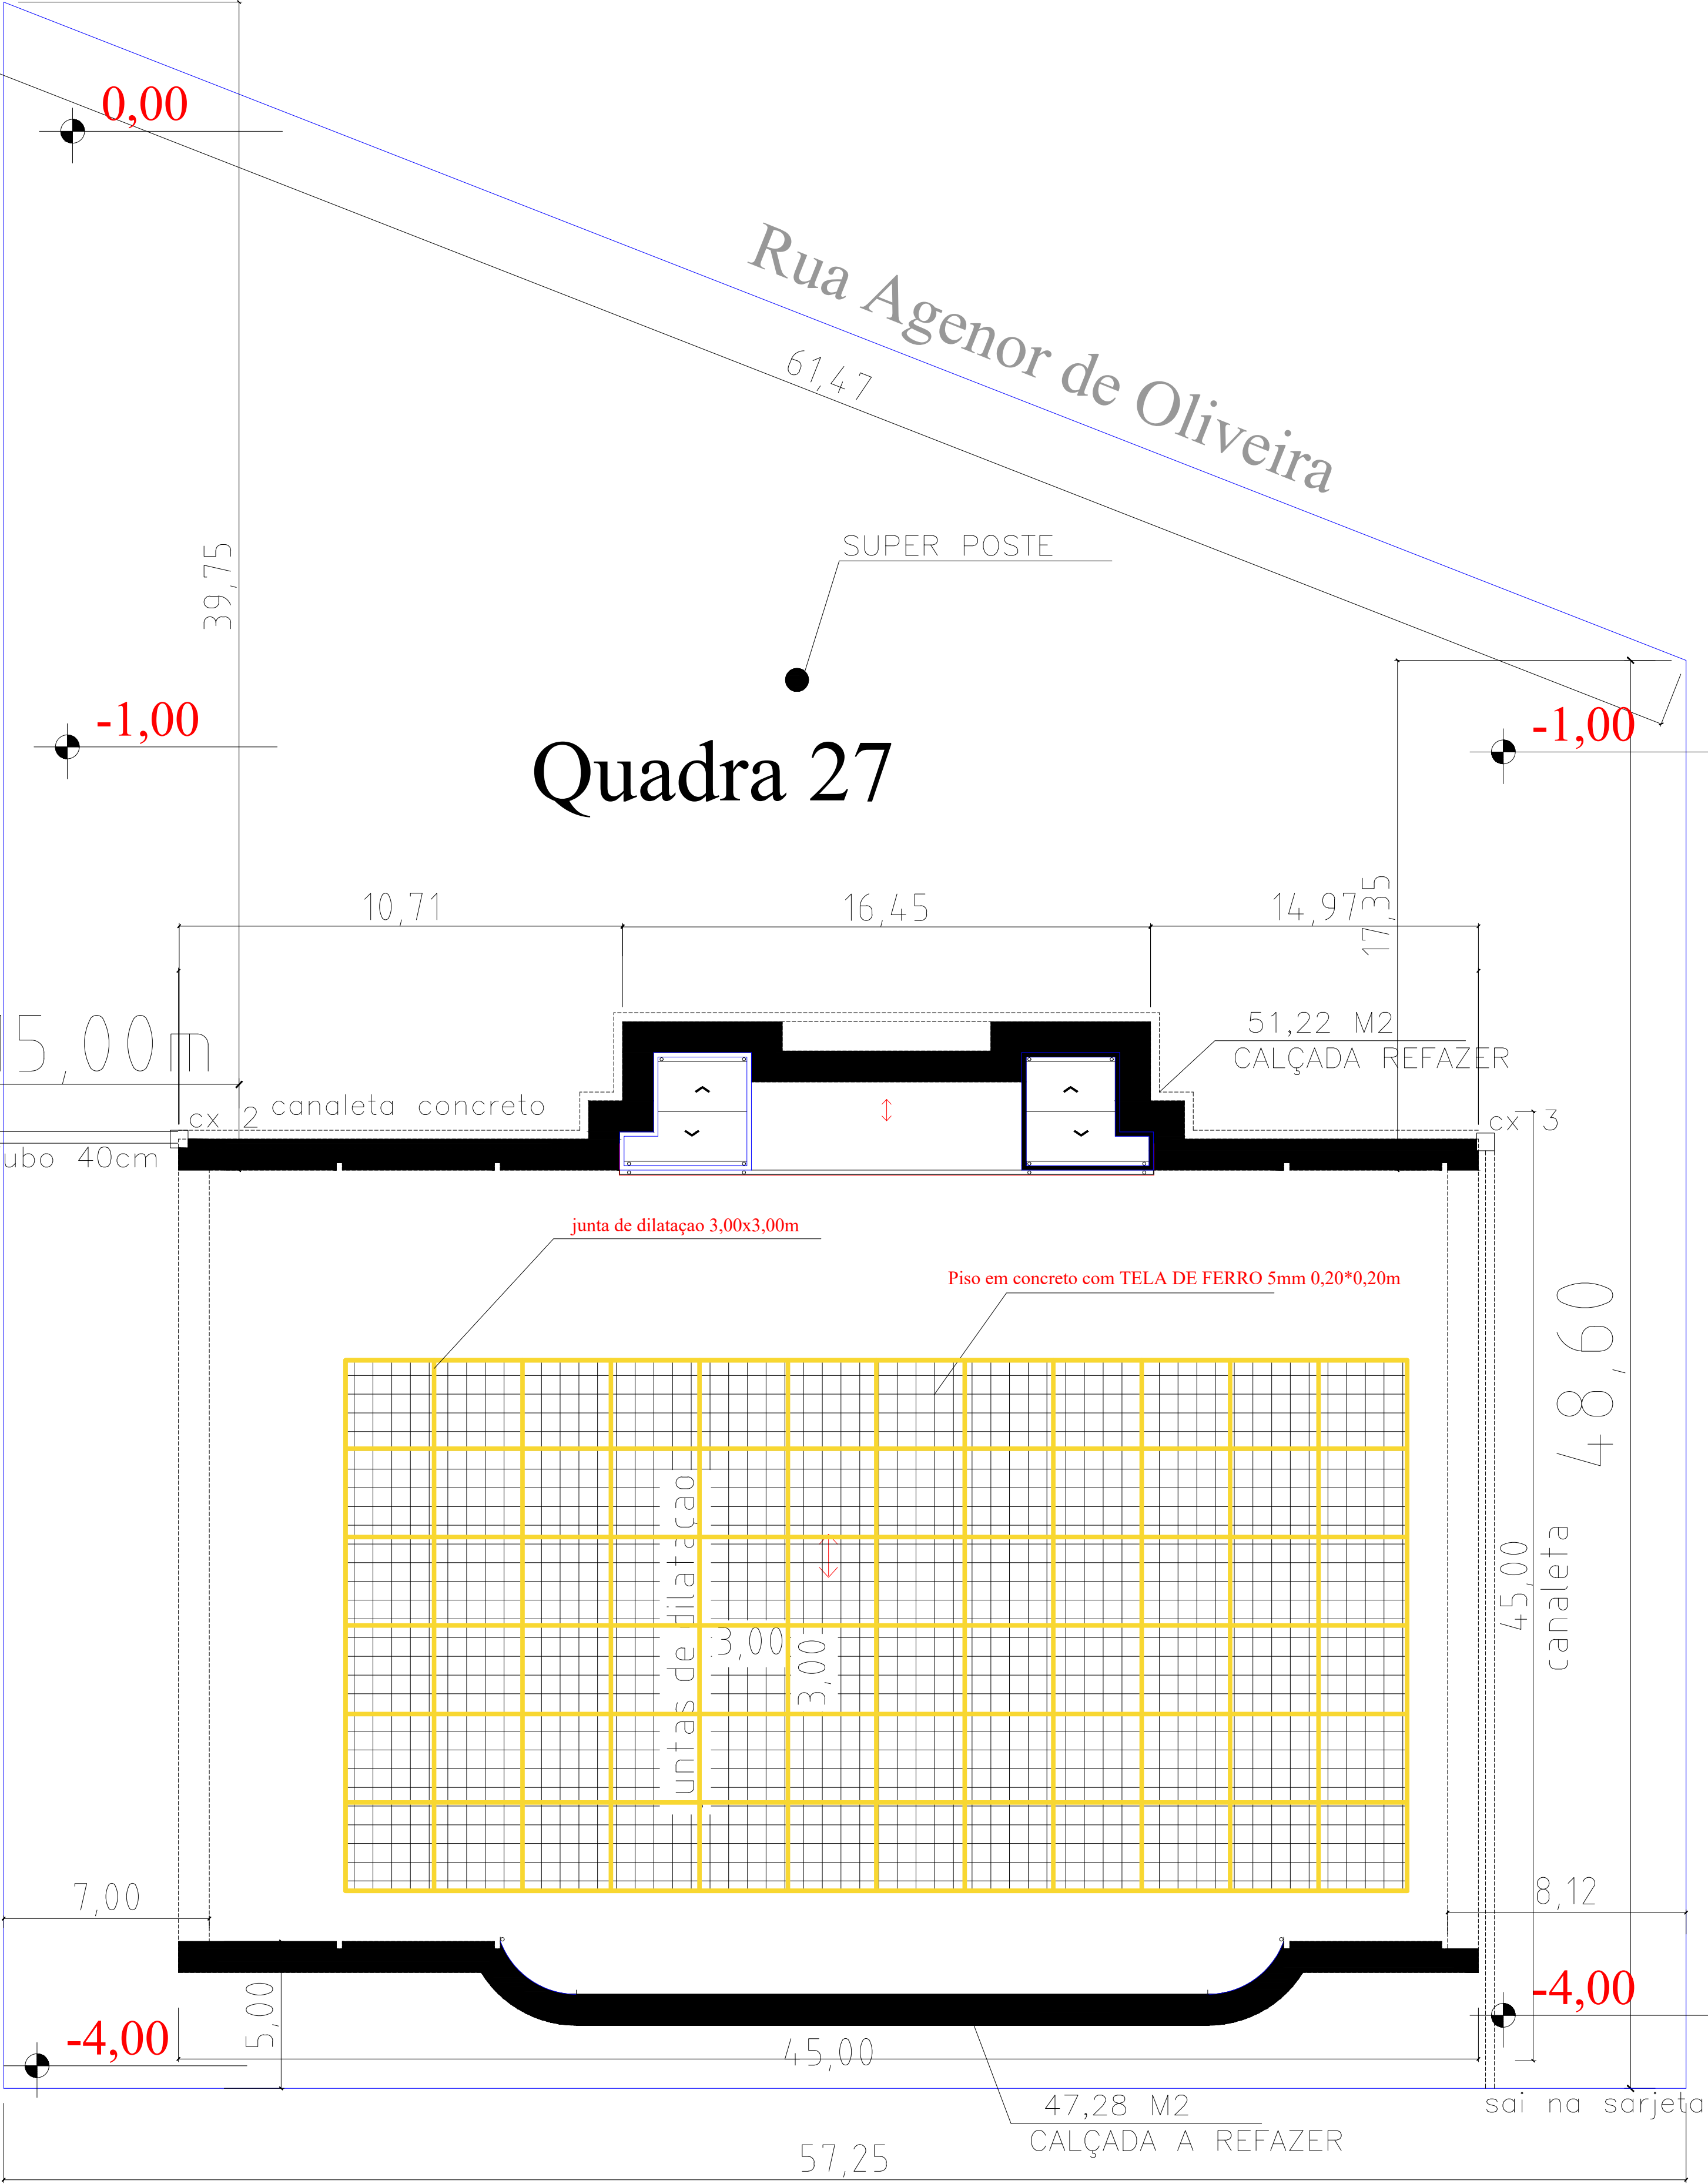 0,00
Rua Agenor de Oliveira
61,47
39,75
SUPER POSTE
-1,00
-1,00
Quadra 27
10,71
16,45
14,97
17,35
15,00m
51,22 M2
CALÇADA REFAZER
cx 2
canaleta concreto
cx 3
ubo 40cm
junta de dilataçao 3,00x3,00m
Piso em concreto com TELA DE FERRO 5mm 0,20*0,20m
48,60
untas de dilataçao
3,00
3,00
45,00
canaleta
7,00
8,12
5,00
-4,00
-4,00
45,00
47,28 M2
CALÇADA A REFAZER
sai na sarjeta
57,25